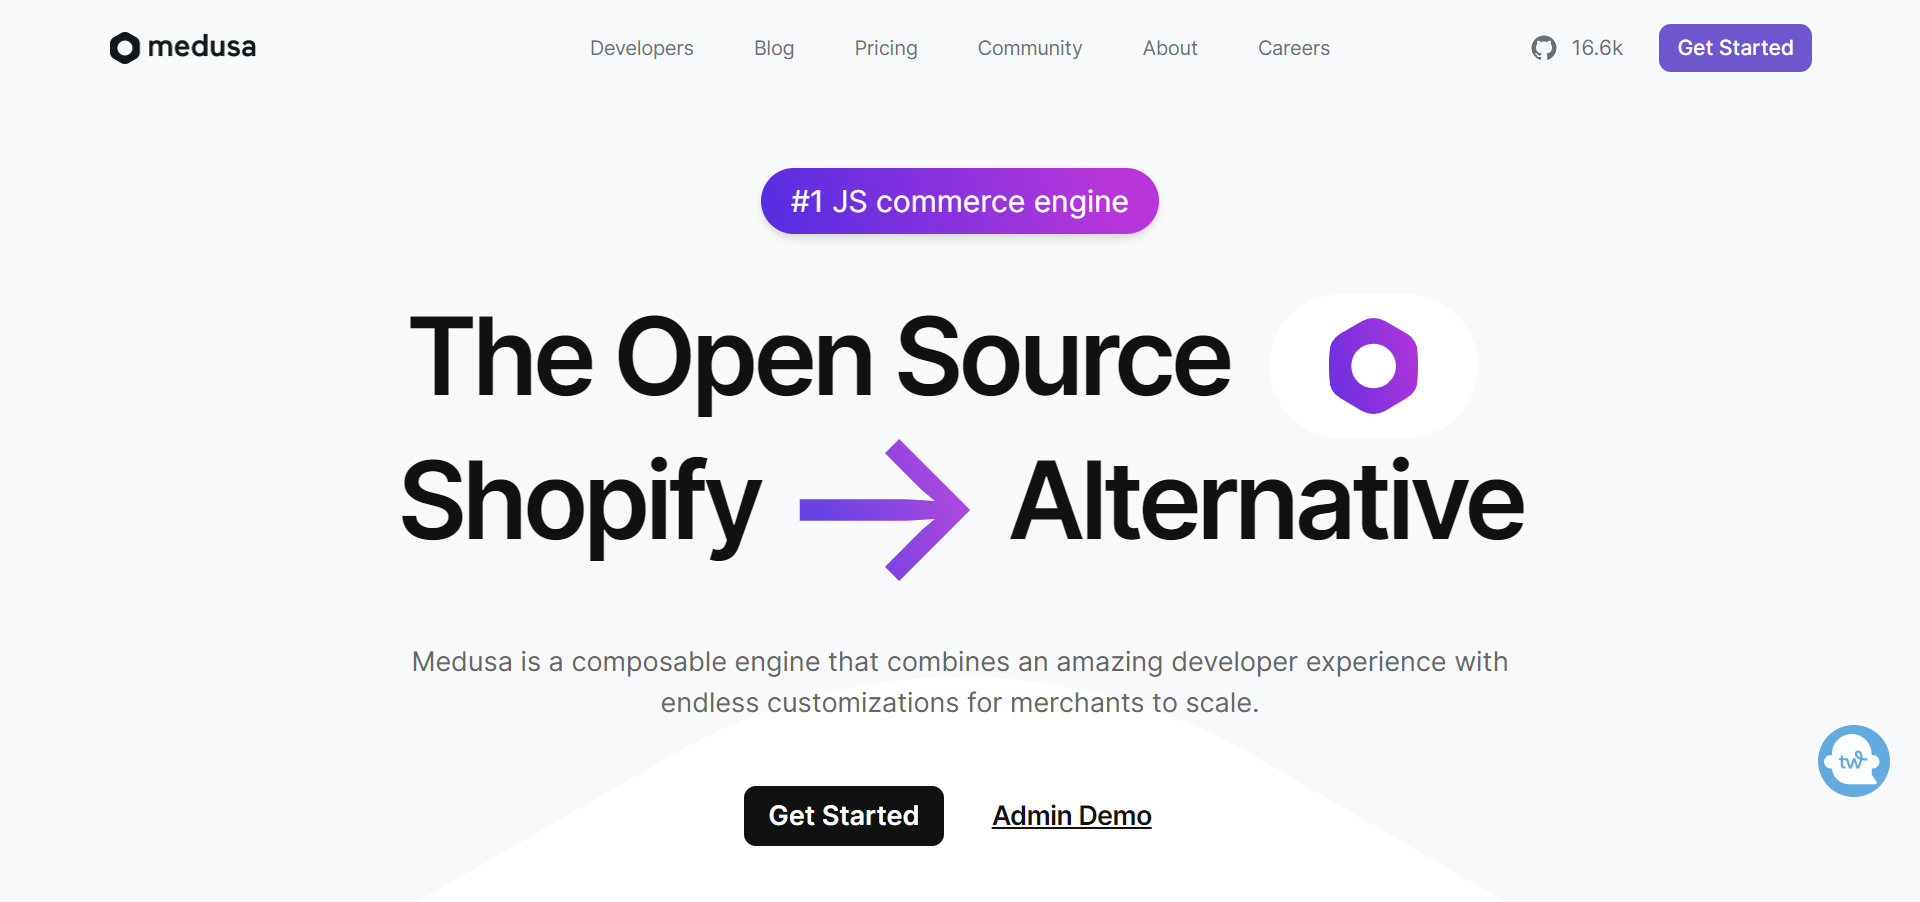 medusa
Developers
Blog
Pricing
Community
About
Careers
16.6k
Get Started
#1 JS commerce engine
The Open Source
Shopify Alternative
Medusa is a composable engine that combines an amazing developer experience with
endless customizations for merchants to scale.
Get Started
Admin Demo
tw